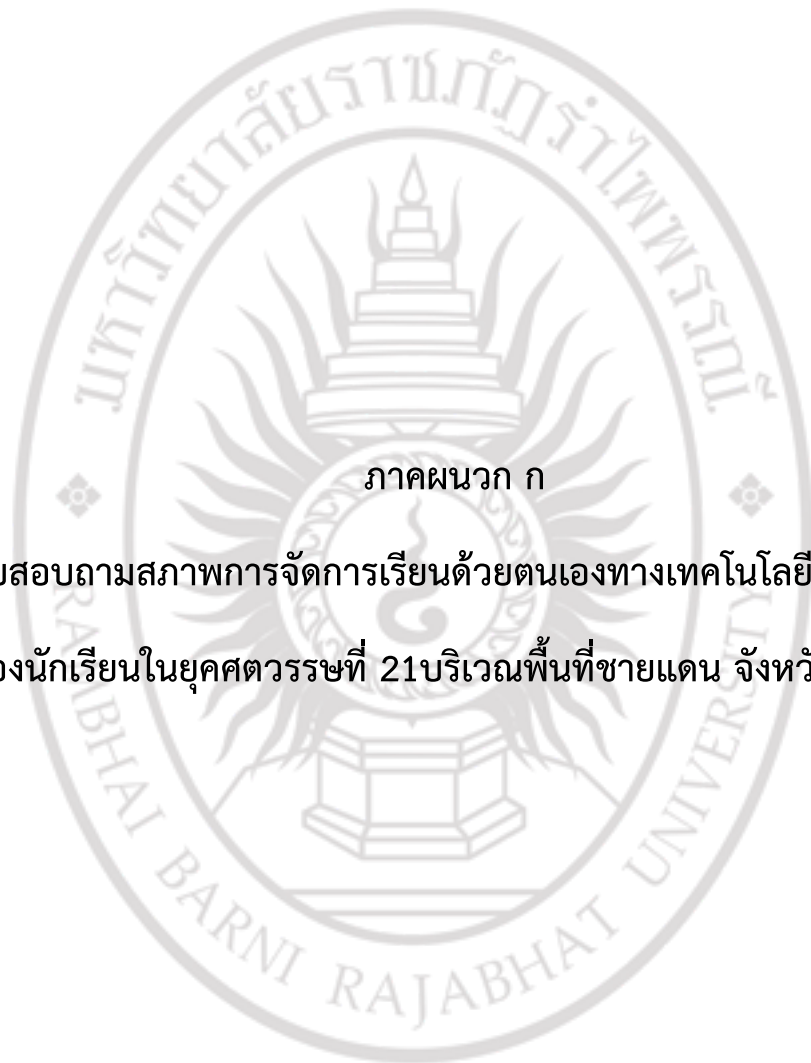 มหาวิทยาลัยราชภัฏรำไพพรรณี
ภาคผนวก ก
สอบถามสภาพการจัดการเรียนด้วยตนเองทางเทคโนโลยี
นักเรียนในยุคศตวรรษที่ 21บริเวณพื้นที่ชายแดน
RAJABHAI BARNI RAJABHAT UNIVERSITY